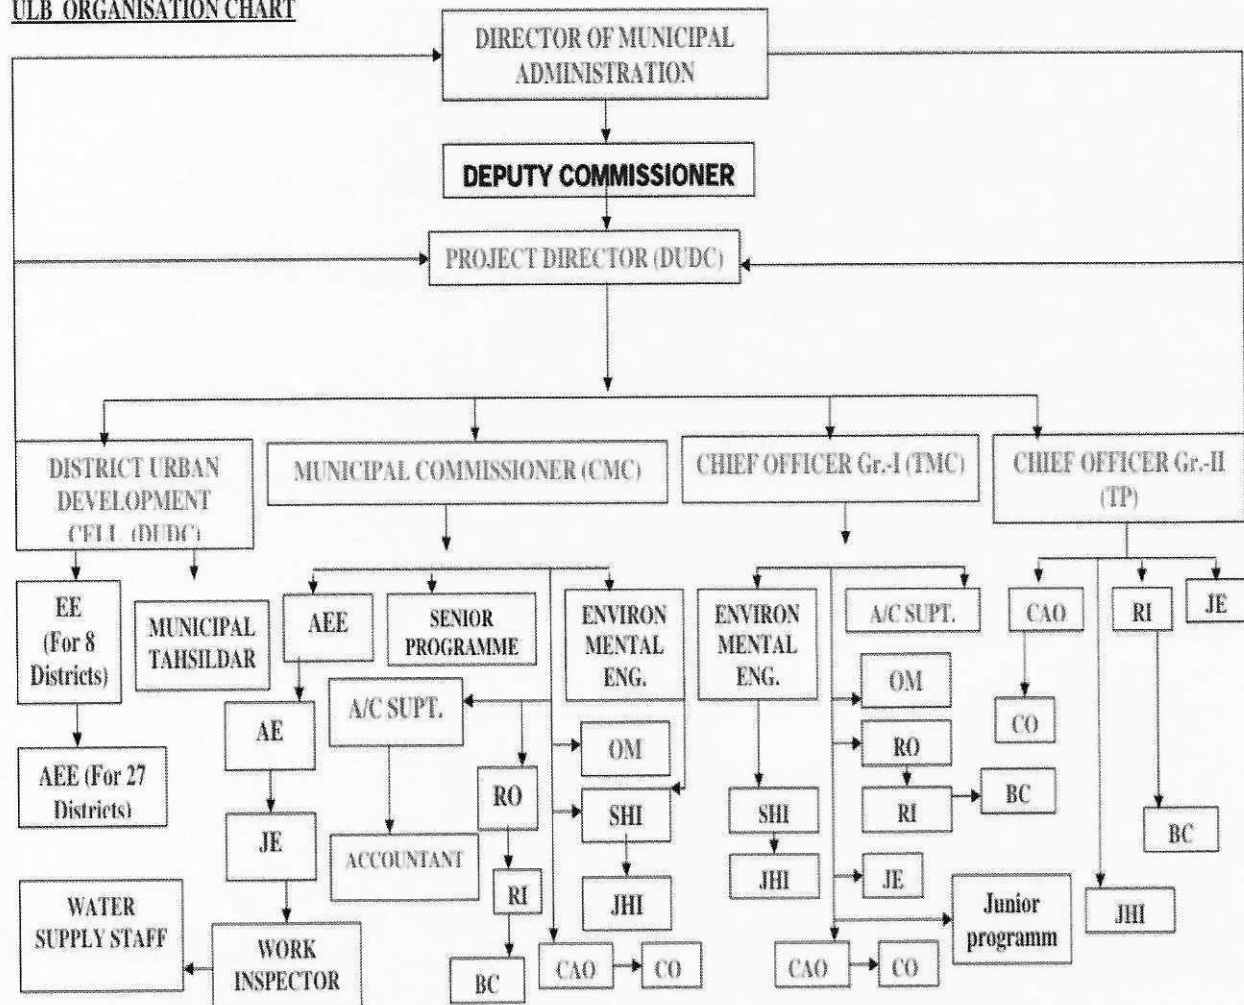 ULB ORGANISATION CHART
DIRECTOR OF MUNICIPAL
ADMINISTRATION
DEPUTY COMMISSIONER
PROJECT DIRECTOR (DUDC)
DISTRICT URBAN
DEVELOPMENT
CELL (DUDC)
MUNICIPAL COMMISSIONER (CMC)
CHIEF OFFICER Gr.-I (TMC)
CHIEF OFFICER Gr.-II
(TP)
EE
(For 8
Districts)
MUNICIPAL
TAHSILDAR
AEE
SENIOR
PROGRAMME
ENVIRON
MENTAL
ENG.
ENVIRON
MENTAL
ENG.
A/C SUPT.
CAO
RI
JE
AEE (For 27
Districts)
AE
A/C SUPT.
OM
OM
CO
RO
RO
JE
SHI
SHI
RI
BC
BC
ACCOUNTANT
RI
JHI
JHI
JE
JHI
WATER
SUPPLY STAFF
WORK
INSPECTOR
BC
CAO
CO
CAO
CO
Junior
programm